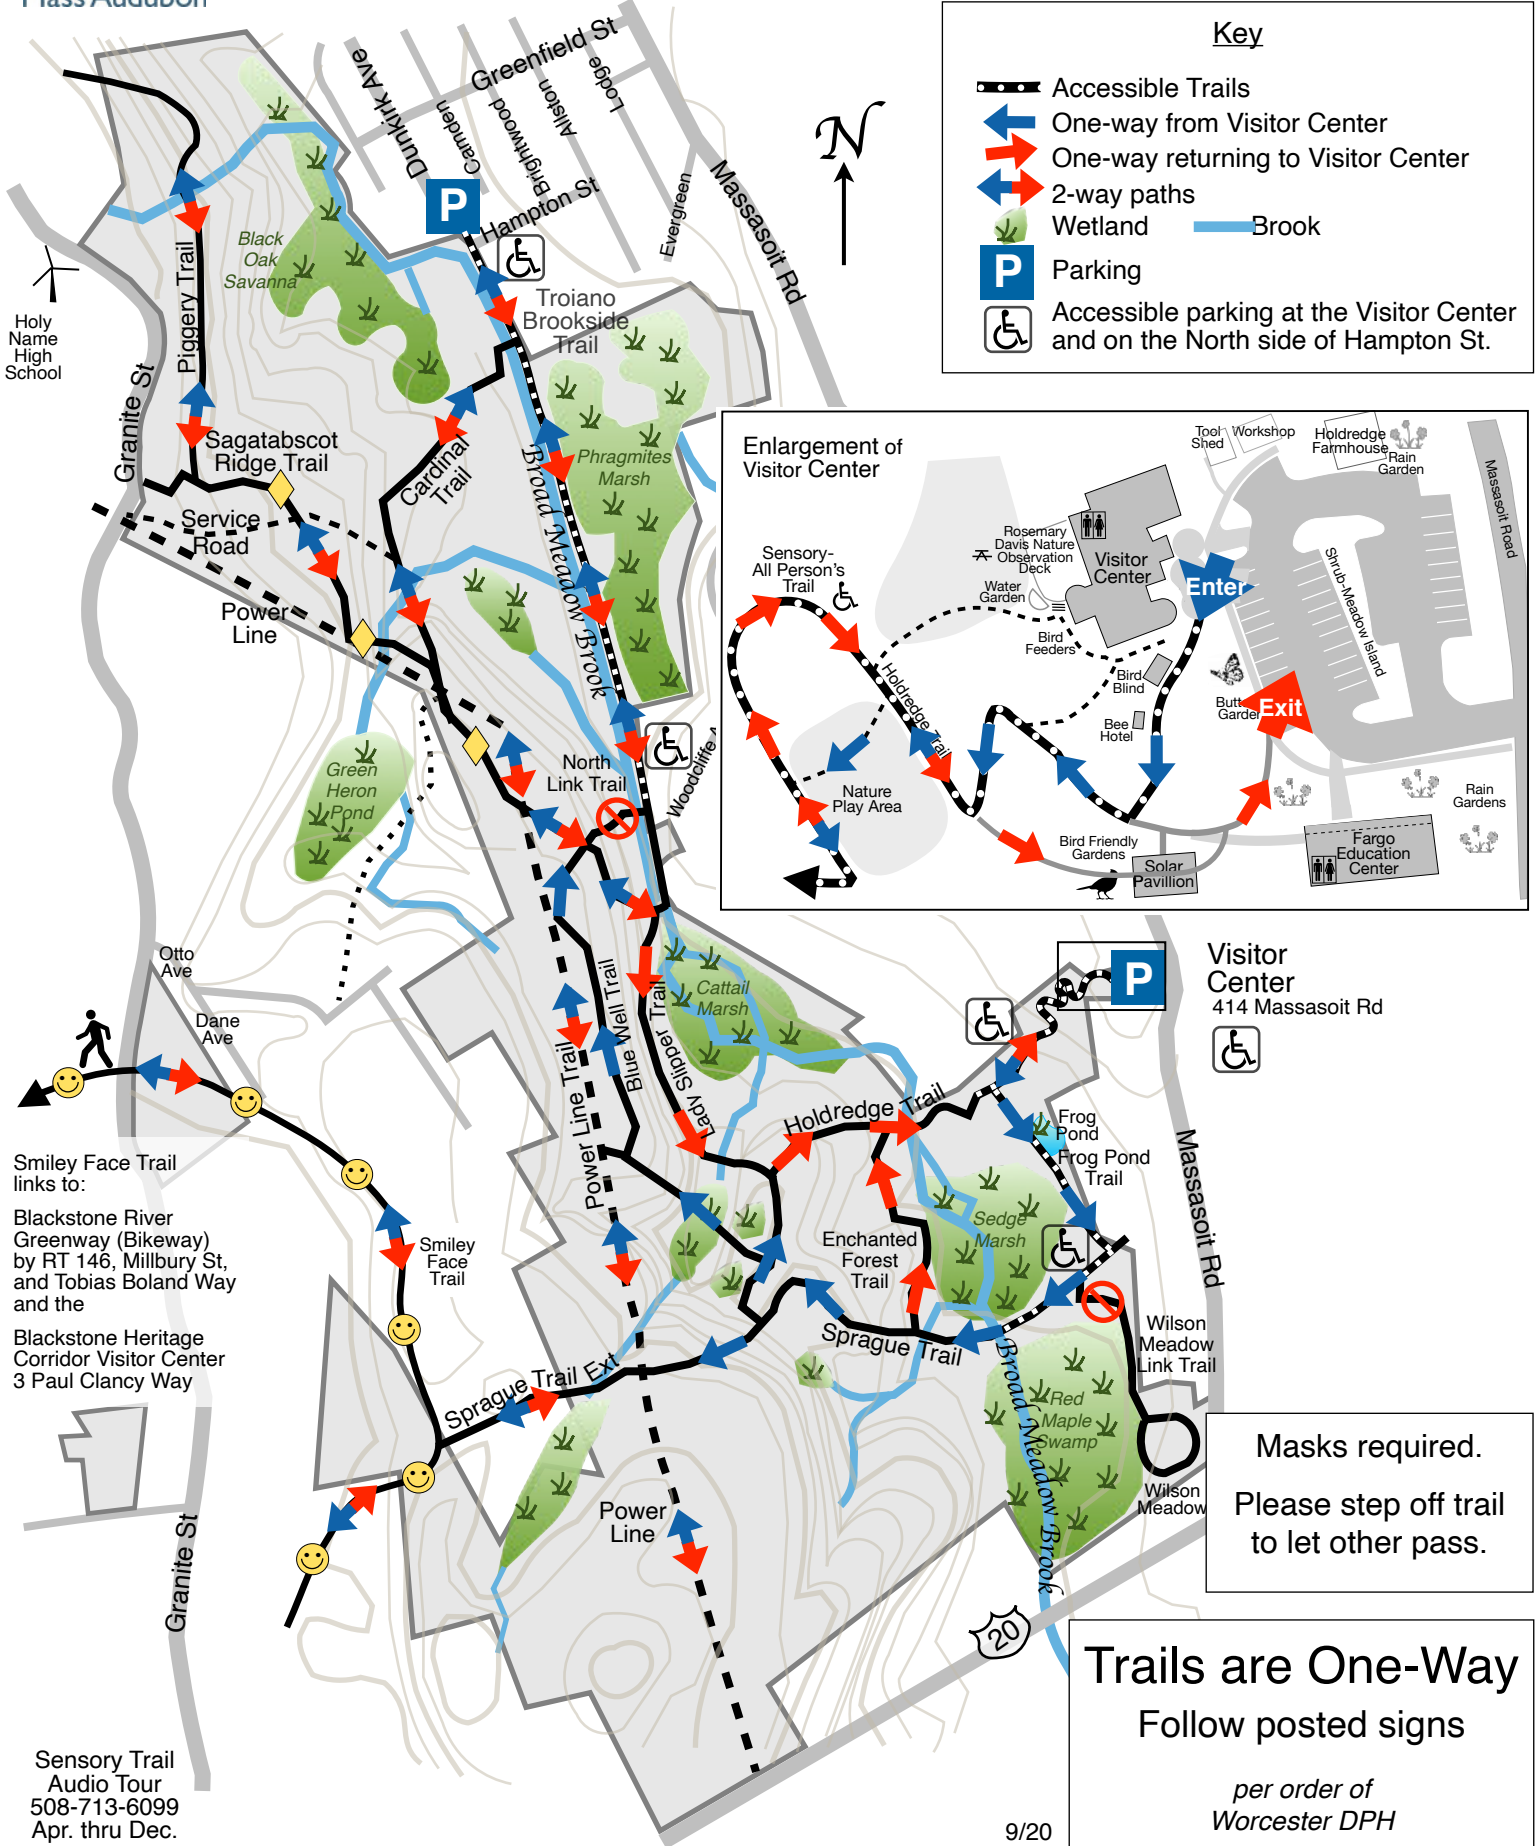 Mass Audubon
Key
Accessible Trails
One-way from Visitor Center
One-way returning to Visitor Center
2-way paths
Wetland
Brook
P
Parking
Accessible parking at the Visitor Center
and on the North side of Hampton St.
N
Dunkirk Ave
Greenfield St
Camden
Brightwood
Allston
Lodge
Hampton St
Evergreen
Massasoit Rd
P
Troiano
Brookside
Trail
Black
Oak
Savanna
Piggery Trail
Holy
Name
High
School
Granite St
Sagatabscot
Ridge Trail
Cardinal
Trail
Broad Meadow Brook
Phragmites
Marsh
Service
Road
Power
Line
Green
Heron
Pond
North
Link Trail
Woodcliffe A
Enlargement of
Visitor Center
Tool
Shed
Workshop
Holdredge
Farmhouse
Rain
Garden
Massasoit Road
Rosemary
Davis Nature
Observation
Deck
Visitor
Center
Water
Garden
Sensory-
All Person's
Trail
Enter
Shrub-Meadow Island
Bird
Feeders
Bird
Blind
Bee
Hotel
Butt
Garden
Exit
Holdredge Trail
Nature
Play Area
Bird Friendly
Gardens
Solar
Pavillion
Rain
Gardens
Fargo
Education
Center
Otto
Ave
Dane
Ave
Cattail
Marsh
Power Line Trail
Blue Well Trail
Lady Slipper Trail
P
Visitor
Center
414 Massasoit Rd
Holdredge Trail
Frog
Pond
Frog Pond
Trail
Massasoit Rd
Sedge
Marsh
Enchanted
Forest
Trail
Smiley Face Trail
links to:
Blackstone River
Greenway (Bikeway)
by RT 146, Millbury St,
and Tobias Boland Way
and the
Blackstone Heritage
Corridor Visitor Center
3 Paul Clancy Way
Smiley
Face
Trail
Sprague Trail
Sprague Trail Ext
Wilson
Meadow
Link Trail
Broad Meadow Brook
Red
Maple
Swamp
Wilson
Meadow
Power
Line
Granite St
20
Masks required.
Please step off trail
to let other pass.
Trails are One-Way
Follow posted signs
per order of
Worcester DPH
Sensory Trail
Audio Tour
508-713-6099
Apr. thru Dec.
9/20